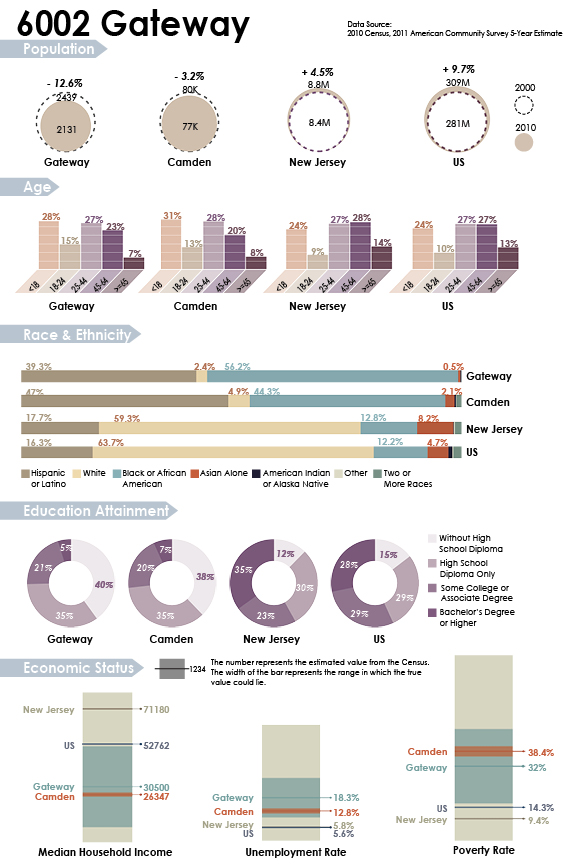 6002 Gateway
Data Source:
2010 Census, 2011 American Community Survey 5-Year Estimate
Population
- 12.6%
2437
2131
Gateway
- 3.2%
80K
77K
Camden
+ 4.5%
8.8M
8.4M
New Jersey
+ 9.7%
309M
281M
US
2000
2010
Age
28% 15% 27% 23% 7%
<18 18-24 25-44 45-64 >=65
Gateway
31% 13% 28% 20% 8%
<18 18-24 25-44 45-64 >=65
Camden
24% 9% 27% 28% 14%
<18 18-24 25-44 45-64 >=65
New Jersey
24% 10% 27% 27% 13%
<18 18-24 25-44 45-64 >=65
US
Race & Ethnicity
39.3% 2.4% 56.2% 0.5%
Gateway
47% 4.9% 44.3% 2.1%
Camden
17.7% 59.3% 12.8% 8.2%
New Jersey
16.3% 63.7% 12.2% 4.7%
US
Hispanic
or Latino
White
Black or African
American
Asian Alone
American Indian
or Alaska Native
Other
Two or
More Races
Education Attainment
5% 21% 40% 35%
Gateway
7% 20% 38% 35%
Camden
12% 35% 30% 23%
New Jersey
15% 28% 29% 29%
US
Without High
School Diploma
High School
Diploma Only
Some College or
Associate Degree
Bachelor's Degree
or Higher
Economic Status
1234
The number represents the estimated value from the Census.
The width of the bar represents the range in which the true
value could lie.
New Jersey 71180
US 52762
Gateway 30500
Camden 26347
Median Household Income
Gateway 18.3%
Camden 12.8%
New Jersey 5.8%
US 5.6%
Unemployment Rate
Camden 38.4%
Gateway 32%
US 14.3%
New Jersey 9.4%
Poverty Rate